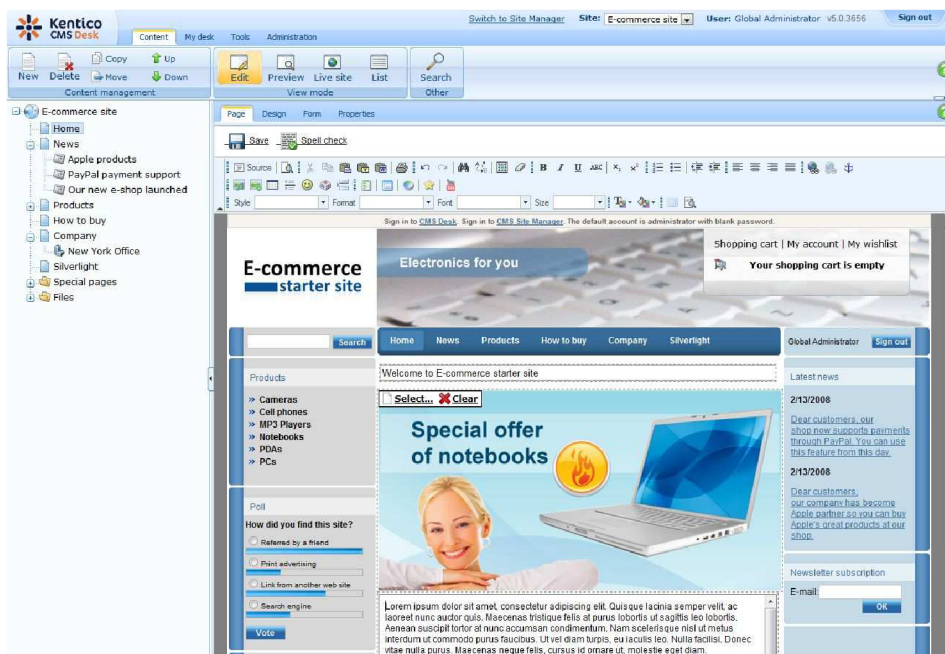 Kentico
CMS Desk
Content My desk Tools Administration
Switch to Site Manager Site: E-commerce site User: Global Administrator v5.0.3656 Sign out
New Delete Copy Move Up Down
Content management
Edit Preview Live site List
View mode
Search
Other
E-commerce site
Home
News
Apple products
PayPal payment support
Our new e-shop launched
Products
How to buy
Company
New York Office
Silverlight
Special pages
Files
Page Design Form Properties
Save Spell check
Source
B I U ABC
Style Format Font Size
Sign in to CMS Desk. Sign in to CMS Site Manager. The default account is administrator with blank password.
E-commerce
starter site
Electronics for you
Shopping cart | My account | My wishlist
Your shopping cart is empty
Search
Home News Products How to buy Company Silverlight
Global Administrator Sign out
Products
» Cameras
» Cell phones
» MP3 Players
» Notebooks
» PDAs
» PCs
Poll
How did you find this site?
Referred by a friend
Print advertising
Link from another web site
Search engine
Vote
Welcome to E-commerce starter site
Select... Clear
Special offer
of notebooks
Lorem ipsum dolor sit amet, consectetur adipiscing elit. Quisque lacinia semper velit, ac
laoreet nunc auctor quis. Maecenas tristique felis at purus lobortis ut sagittis leo lobortis.
Aenean suscipit tortor at nunc accumsan condimentum. Nam scelerisque nisl ut metus
interdum ut commodo purus faucibus. Ut vel diam turpis, eu iaculis leo. Nulla facilisi. Donec
vitae nulla purus. Maecenas neque felis, cursus id ornare ut, molestie eget diam.
Latest news
2/13/2008
Dear customers, our
shop now supports payments
through PayPal. You can use
this feature from this day.
2/13/2008
Dear customers,
our company has become
Apple partner so you can buy
Apple's great products at our
shop.
Newsletter subscription
E-mail:
OK